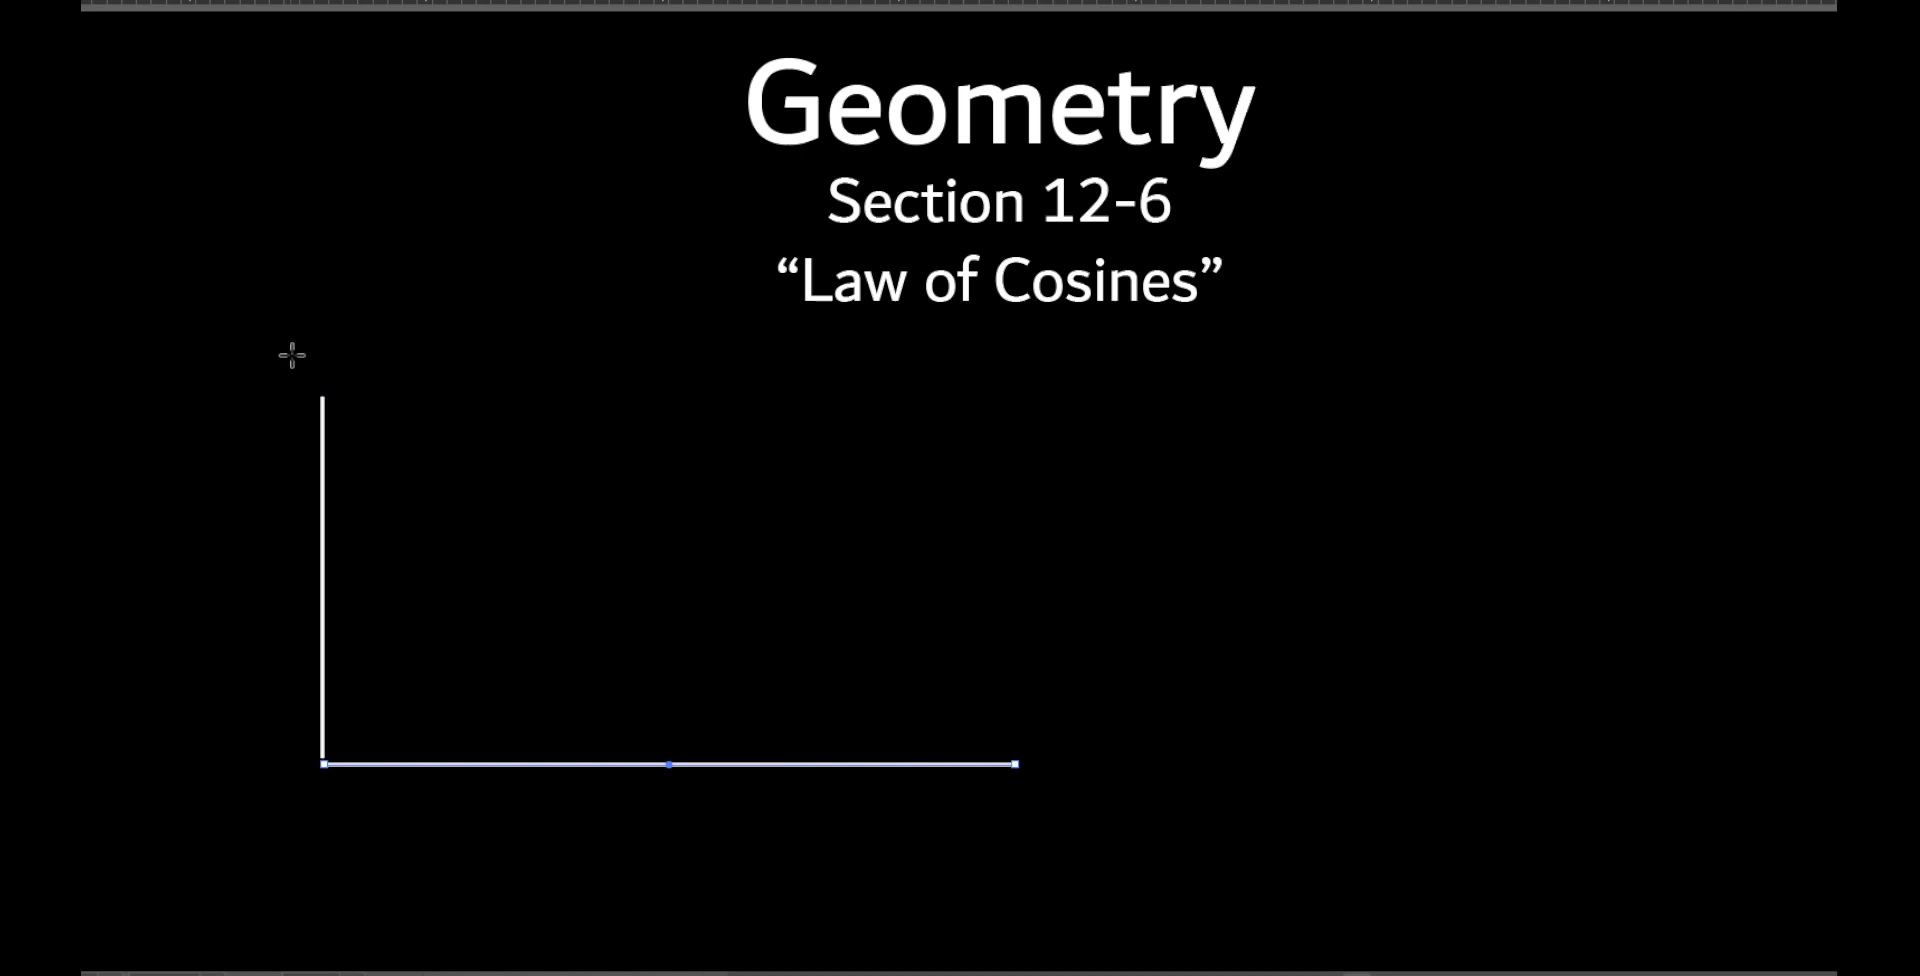 Geometry
Section 12-6
“Law of Cosines”